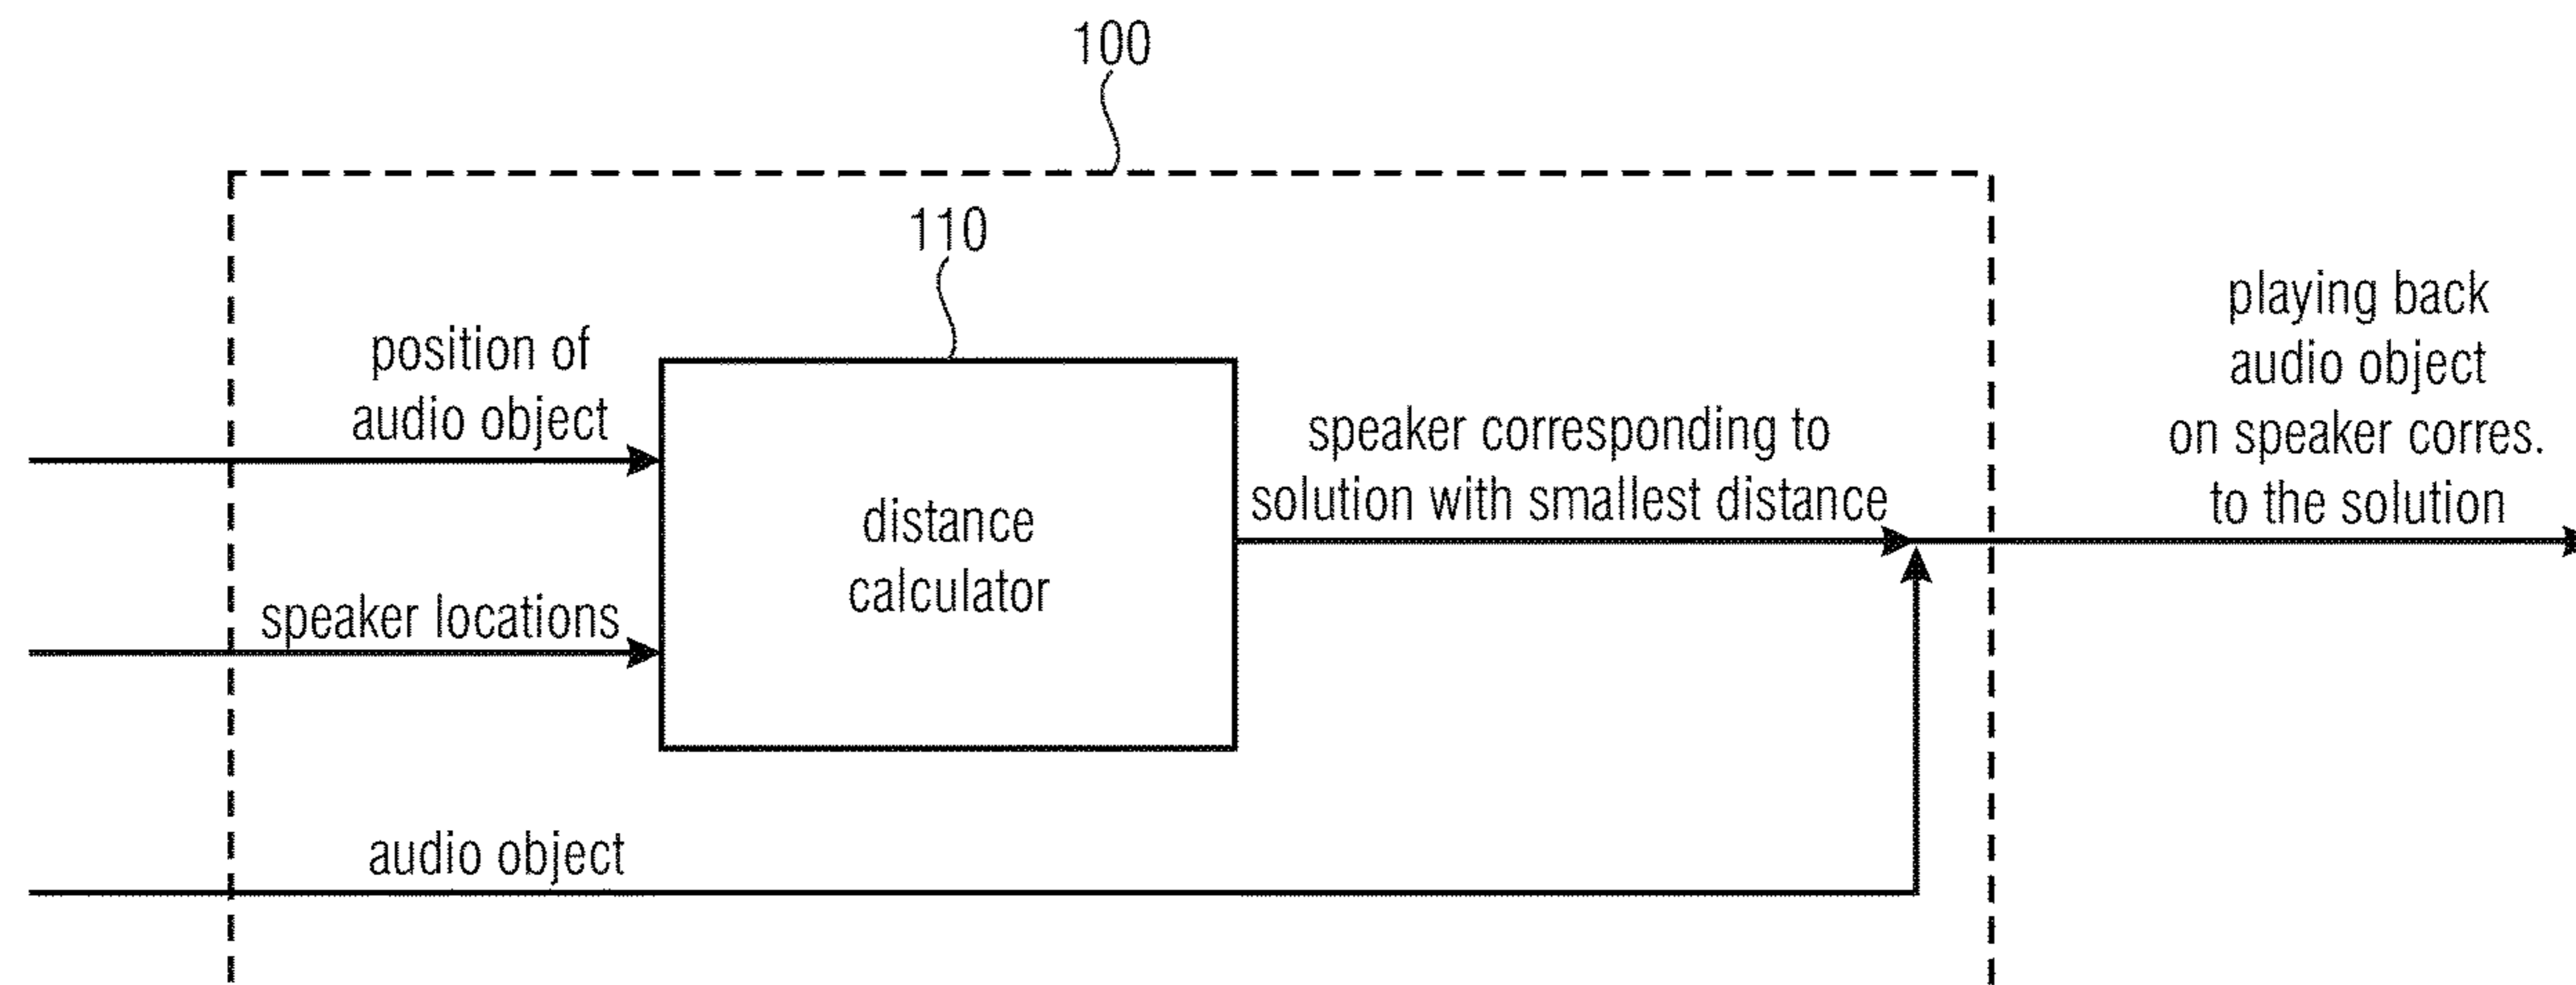 100
110
position of
audio object
speaker locations
audio object
distance
calculator
speaker corresponding to
solution with smallest distance
playing back
audio object
on speaker corres.
to the solution